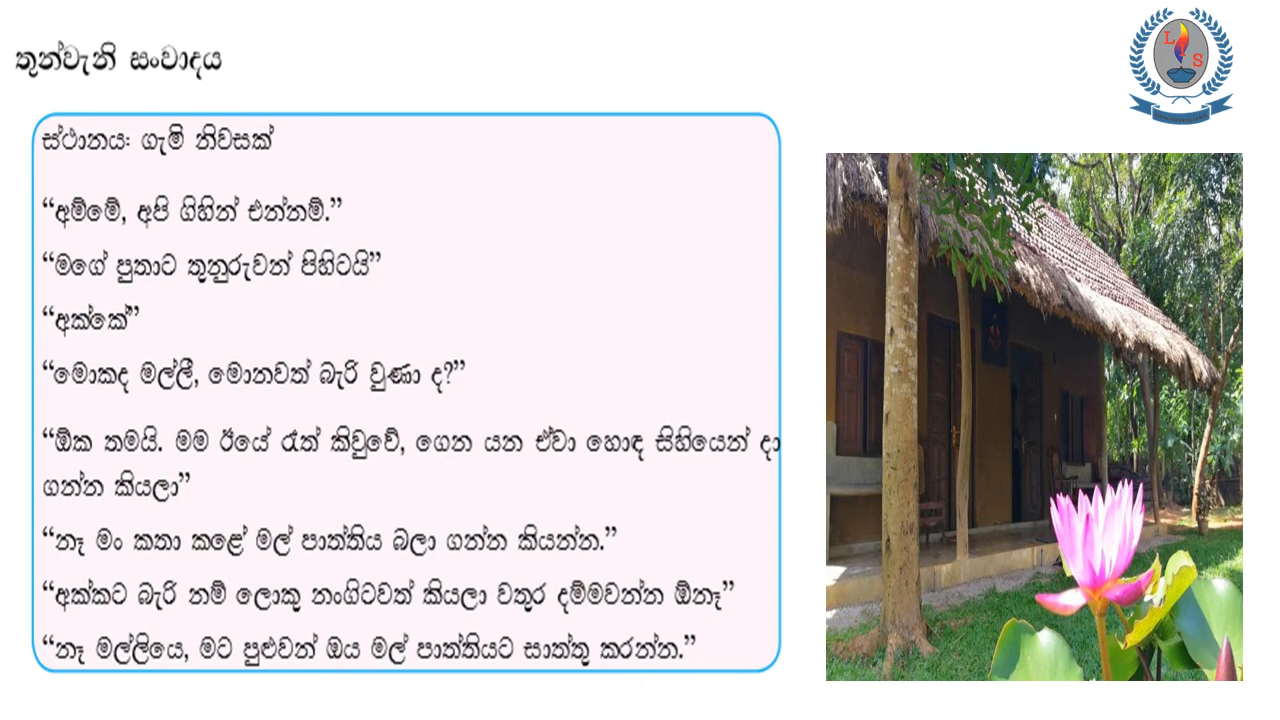 තුන්වැනි සංවාදය
L
S
ස්ථානය: ගැමි නිවසක්
“අම්මේ, අපි ගිහින් එන්නම්.”
“මගේ පුතාට තුනුරුවන් පිහිටයි”
“අක්කේ”
“මොකද මල්ලී, මොනවත් බැරි වුණා ද?”
“ඕක තමයි. මම ඊයේ රෑත් කිවුවේ, ගෙන යන ඒවා හොඳ සිහියෙන් දා
ගන්න කියලා”
“නෑ මං කතා කළේ මල් පාත්තිය බලා ගන්න කියන්න.”
“අක්කට බැරි නම් ලොකු නංගිටවත් කියලා වතුර දම්මවන්න ඕනෑ”
“නෑ මල්ලියෙ, මට පුළුවන් ඔය මල් පාත්තියට සාත්තු කරන්න.”